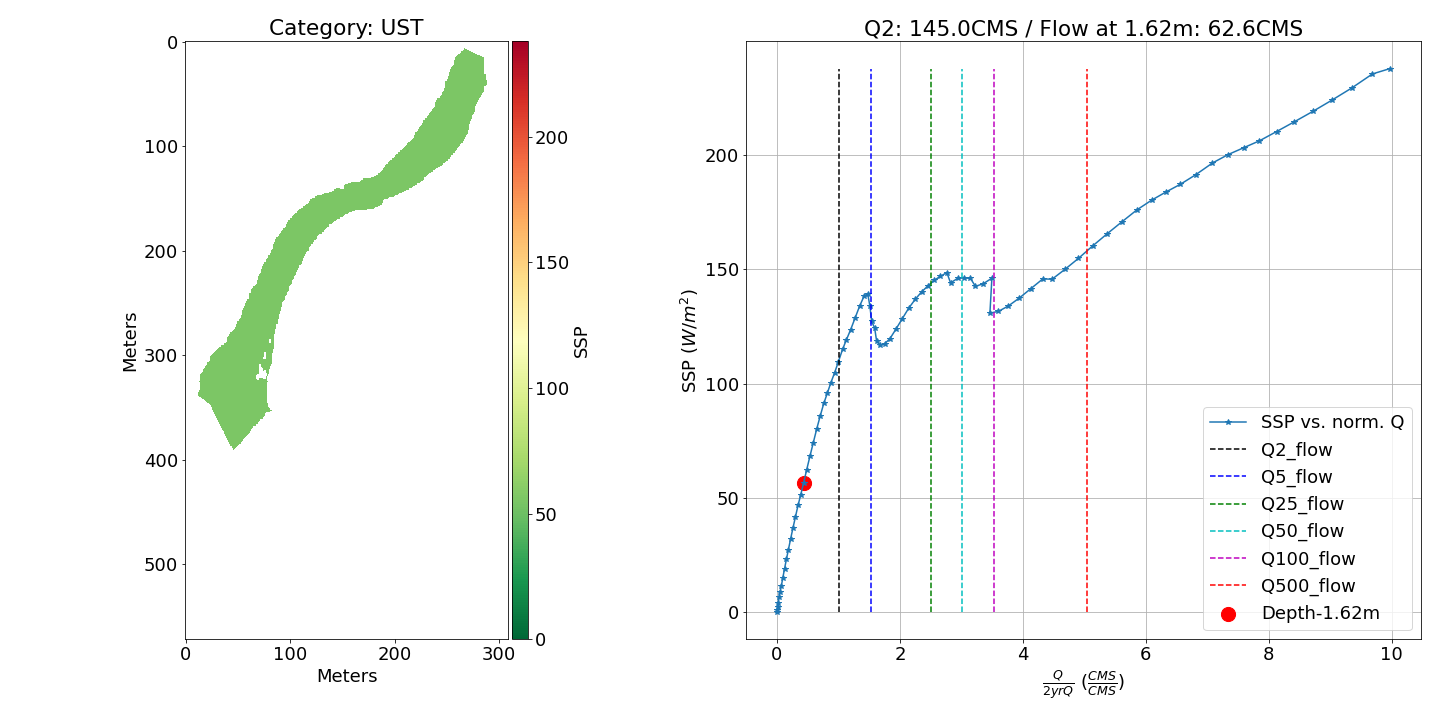 Category: UST
0
100
200
300
400
500
Meters
0
100
200
300
Meters
200
150
100
50
0
SSP
Q2: 145.0CMS / Flow at 1.62m: 62.6CMS
200
150
100
50
0
SSP (W/m²)
0
2
4
6
8
10
Q/2yrQ (CMS/CMS)
SSP vs. norm. Q
Q2_flow
Q5_flow
Q25_flow
Q50_flow
Q100_flow
Q500_flow
Depth-1.62m